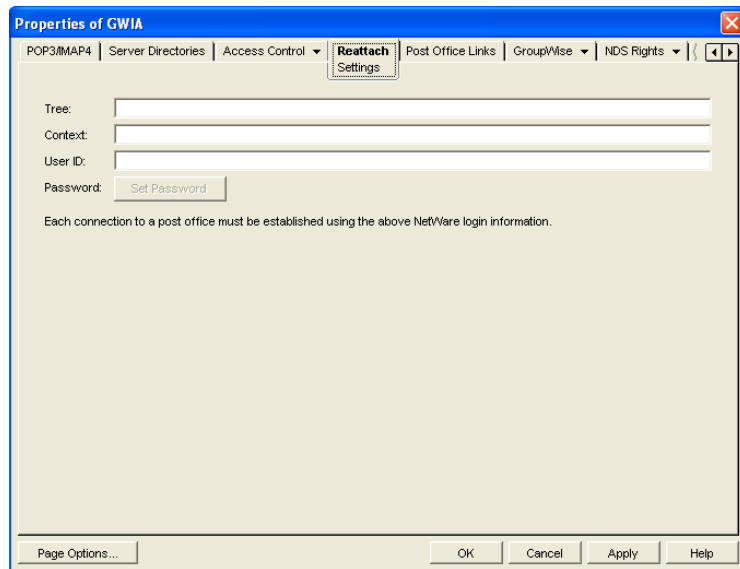 Properties of GWIA
POP3/IMAP4 Server Directories Access Control Reattach Post Office Links GroupWise NDS Rights
Settings
Tree:
Context:
User ID:
Password: Set Password
Each connection to a post office must be established using the above NetWare login information.
Page Options... OK Cancel Apply Help